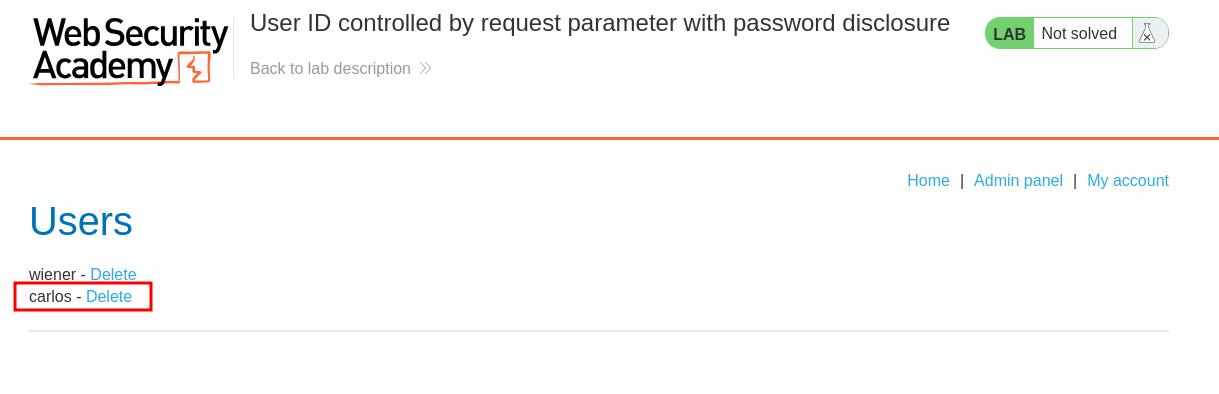 Web Security
Academy
User ID controlled by request parameter with password disclosure
Back to lab description
LAB Not solved
Home | Admin panel | My account
Users
wiener - Delete
carlos - Delete